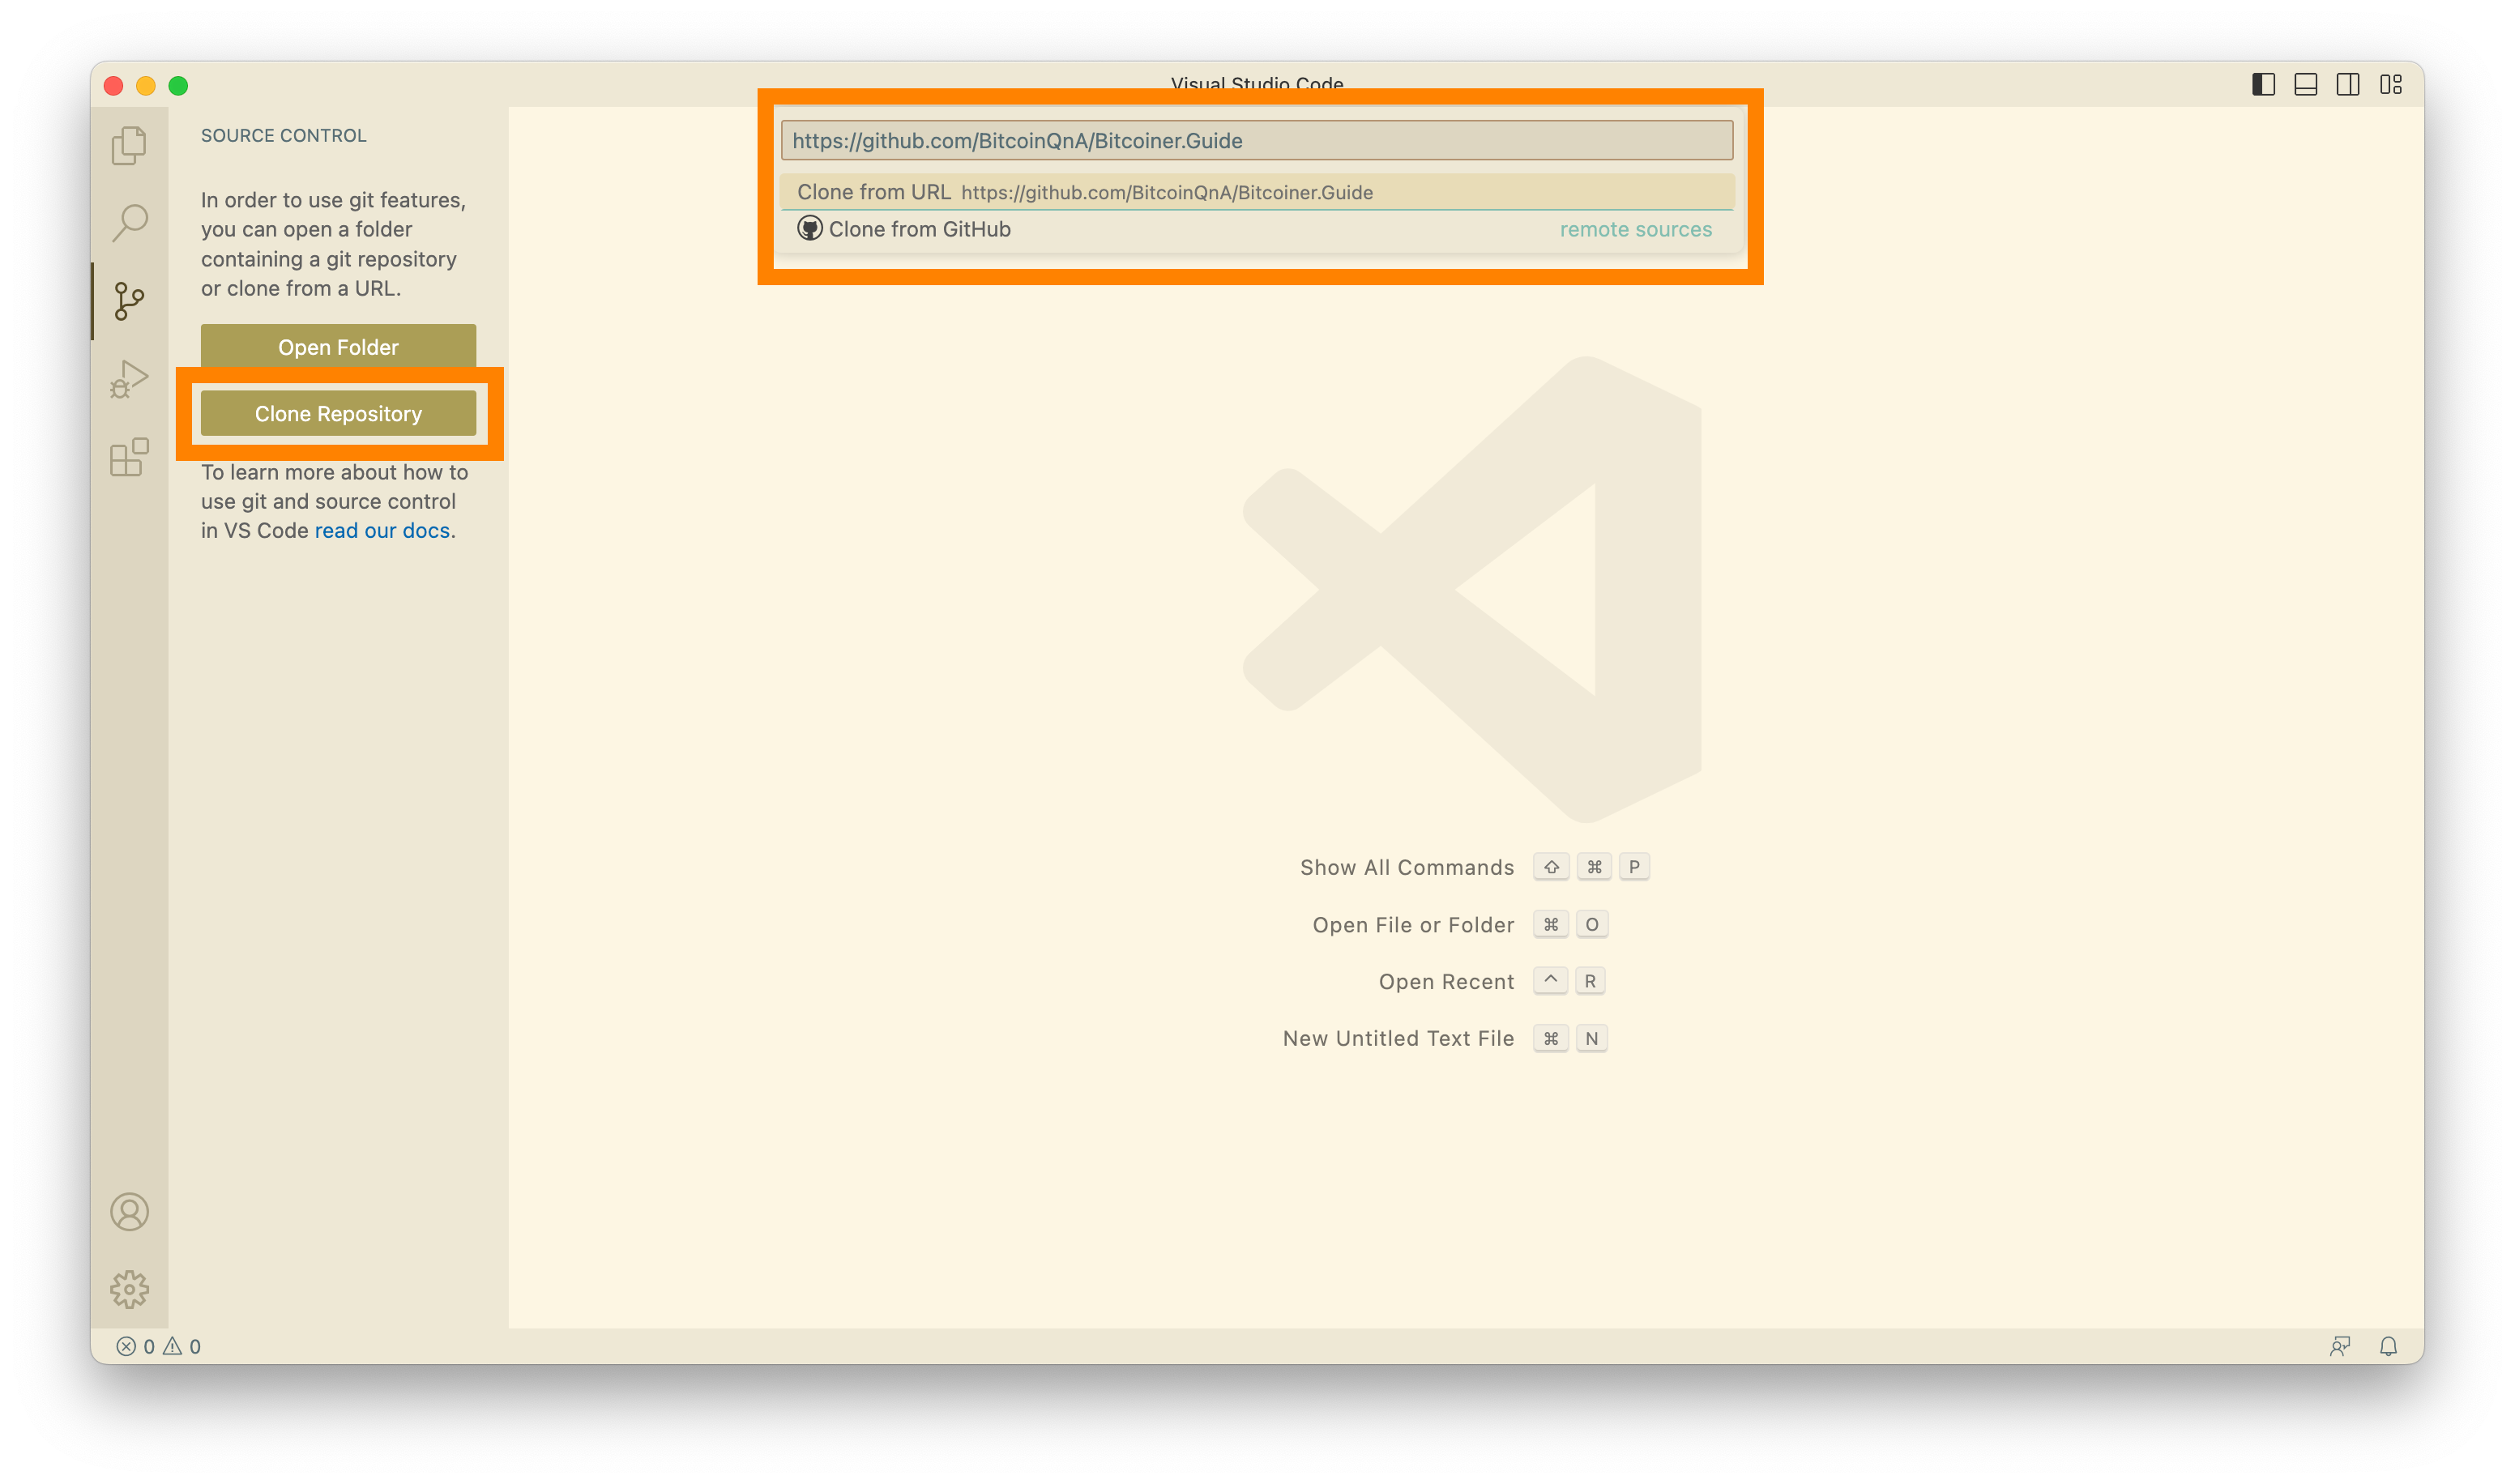 Visual Studio Code
https://github.com/BitcoinQnA/Bitcoiner.Guide
Clone from URL https://github.com/BitcoinQnA/Bitcoiner.Guide
Clone from GitHub remote sources
SOURCE CONTROL
In order to use git features,
you can open a folder
containing a git repository
or clone from a URL.
Open Folder
Clone Repository
To learn more about how to
use git and source control
in VS Code read our docs.
Show All Commands ⇧ ⌘ P
Open File or Folder ⌘ O
Open Recent ^ R
New Untitled Text File ⌘ N
0 0